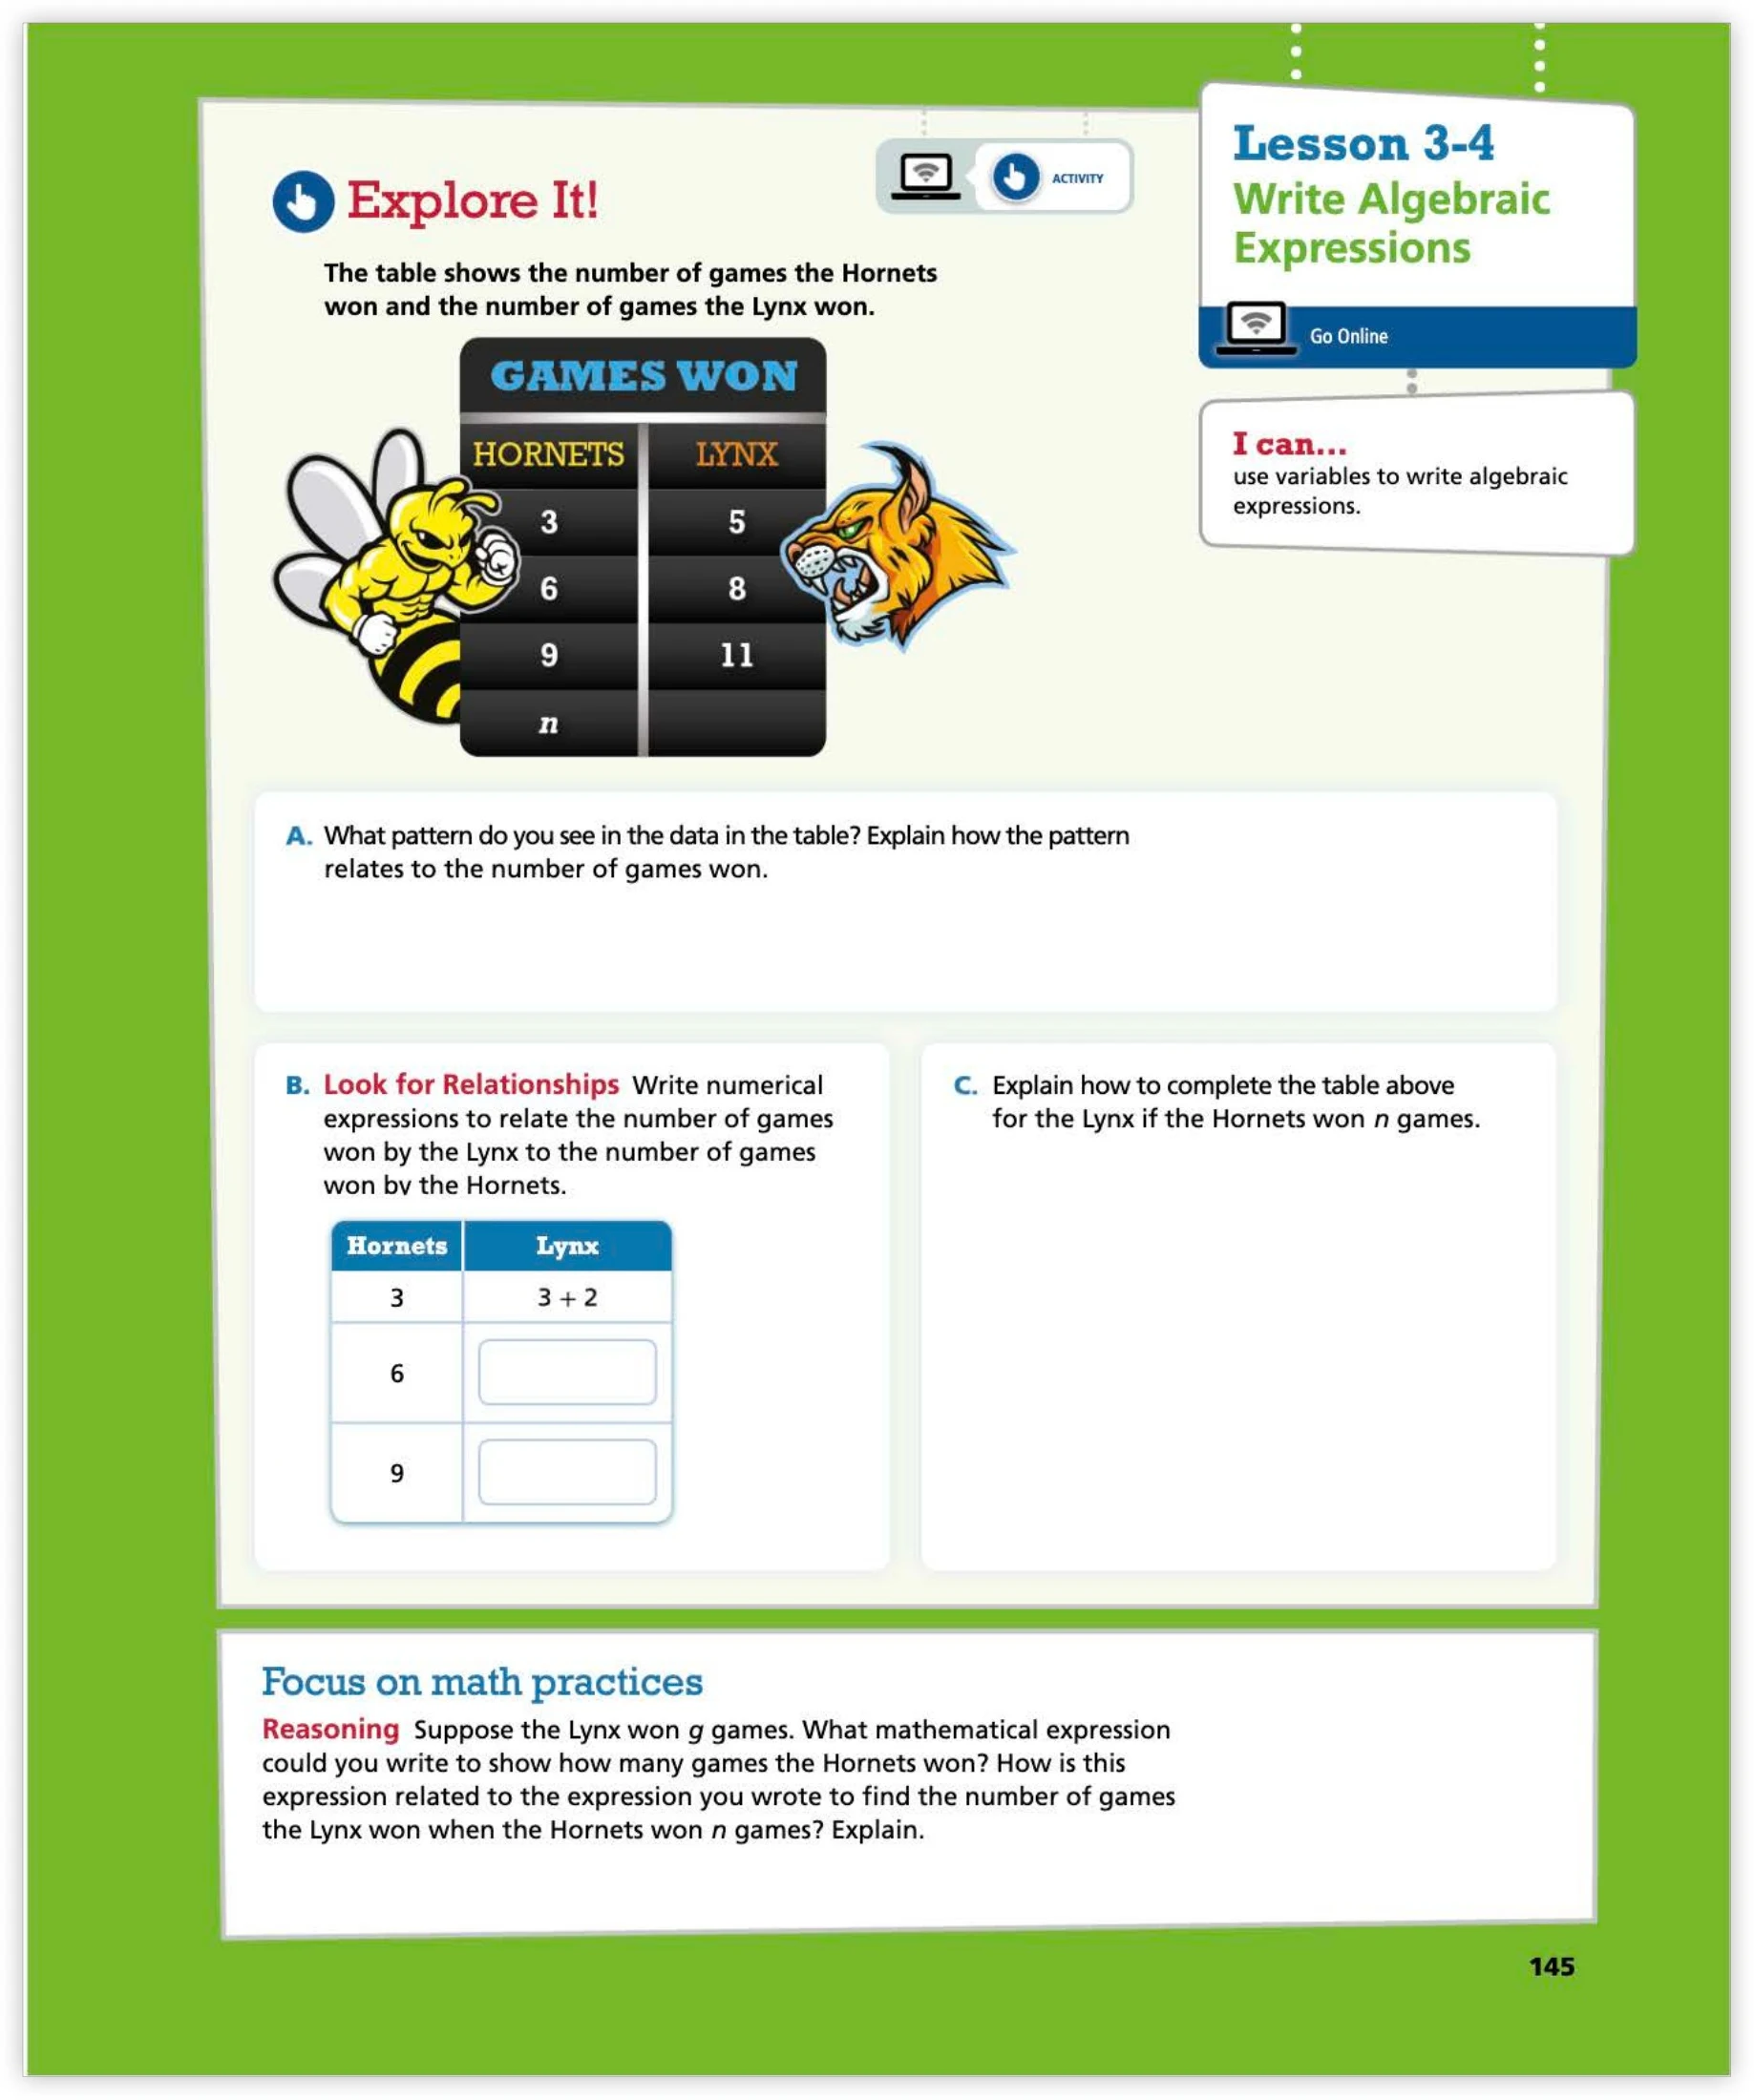 Lesson 3-4
Write Algebraic
Expressions
Go Online
I can...
use variables to write algebraic
expressions.
Explore It!
ACTIVITY
The table shows the number of games the Hornets
won and the number of games the Lynx won.
GAMES WON
HORNETS LYNX
3 5
6 8
9 11
n
A. What pattern do you see in the data in the table? Explain how the pattern
relates to the number of games won.
B. Look for Relationships Write numerical
expressions to relate the number of games
won by the Lynx to the number of games
won by the Hornets.
Hornets Lynx
3 3 + 2
6
9
C. Explain how to complete the table above
for the Lynx if the Hornets won n games.
Focus on math practices
Reasoning Suppose the Lynx won g games. What mathematical expression
could you write to show how many games the Hornets won? How is this
expression related to the expression you wrote to find the number of games
the Lynx won when the Hornets won n games? Explain.
145